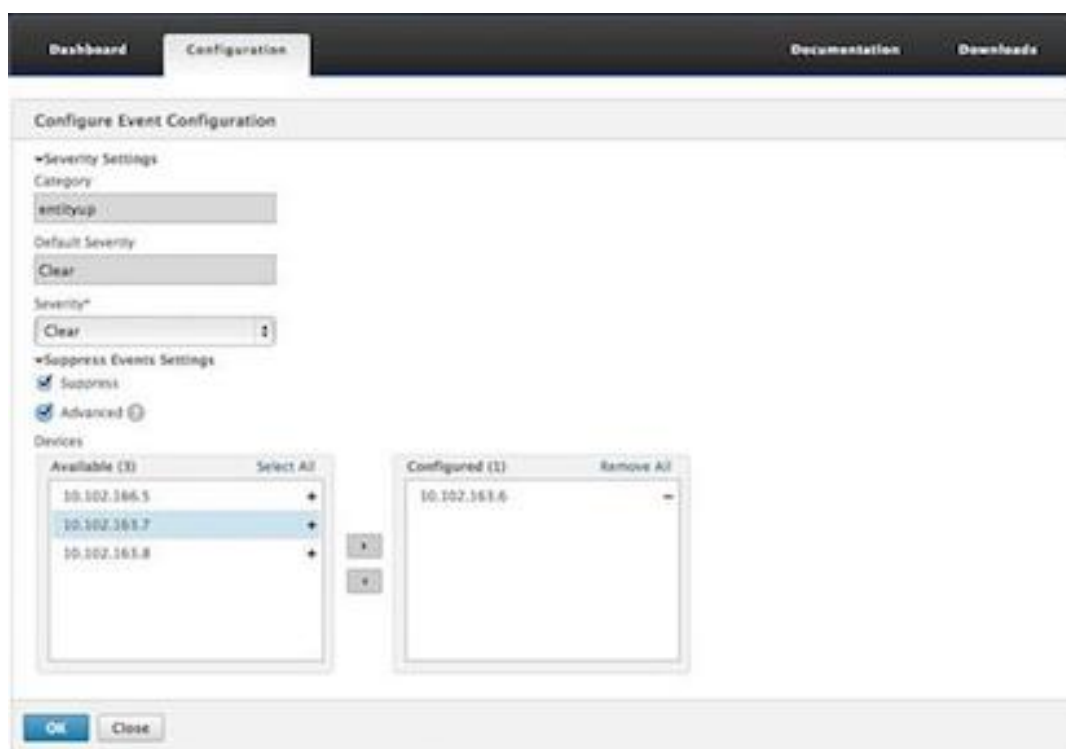 Dashboard Configuration Documentation Downloads
Configure Event Configuration
Severity Settings
Category
entityup
Default Severity
Clear
Severity*
Clear
Suppress Events Settings
Suppress
Advanced
Devices
Available (3) Select All Configured (1) Remove All
10.102.166.5 + 10.102.163.6 −
10.102.163.7 +
10.102.163.8 +
OK Close